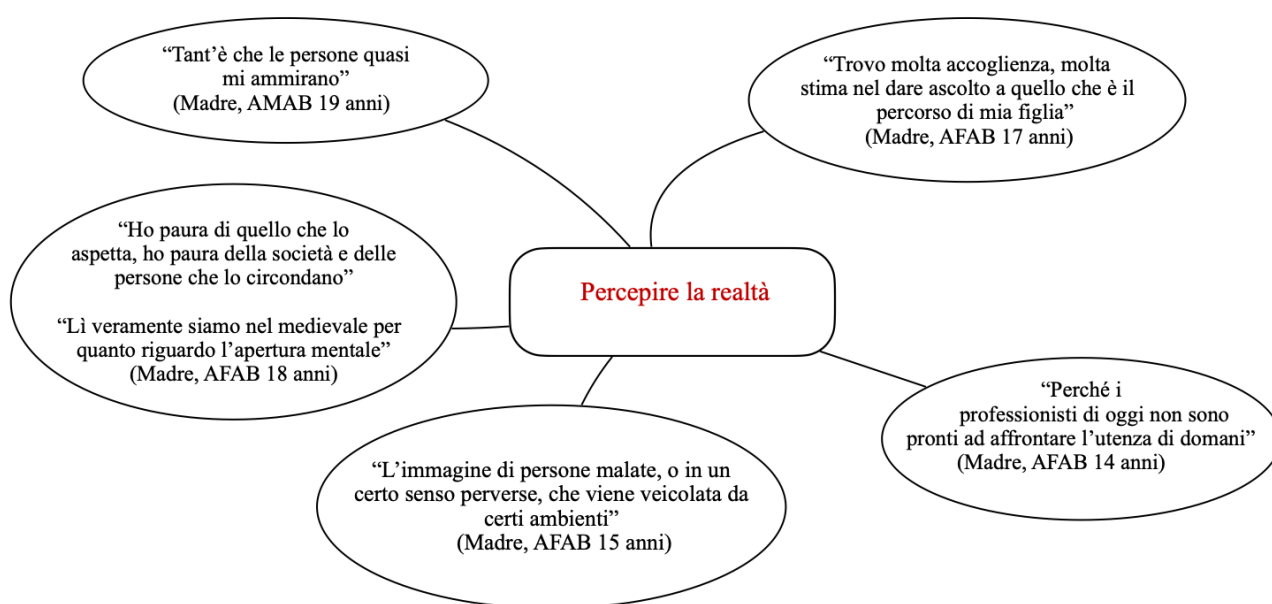 “Tant’è che le persone quasi
mi ammirano”
(Madre, AMAB 19 anni)
“Trovo molta accoglienza, molta
stima nel dare ascolto a quello che è il
percorso di mia figlia”
(Madre, AFAB 17 anni)
“Ho paura di quello che lo
aspetta, ho paura della società e delle
persone che lo circondano”
“Lì veramente siamo nel medievale per
quanto riguardo l’apertura mentale”
(Madre, AFAB 18 anni)
Percepire la realtà
“Perché i
professionisti di oggi non sono
pronti ad affrontare l’utenza di domani”
(Madre, AFAB 14 anni)
“L’immagine di persone malate, o in un
certo senso perverse, che viene veicolata da
certi ambienti”
(Madre, AFAB 15 anni)